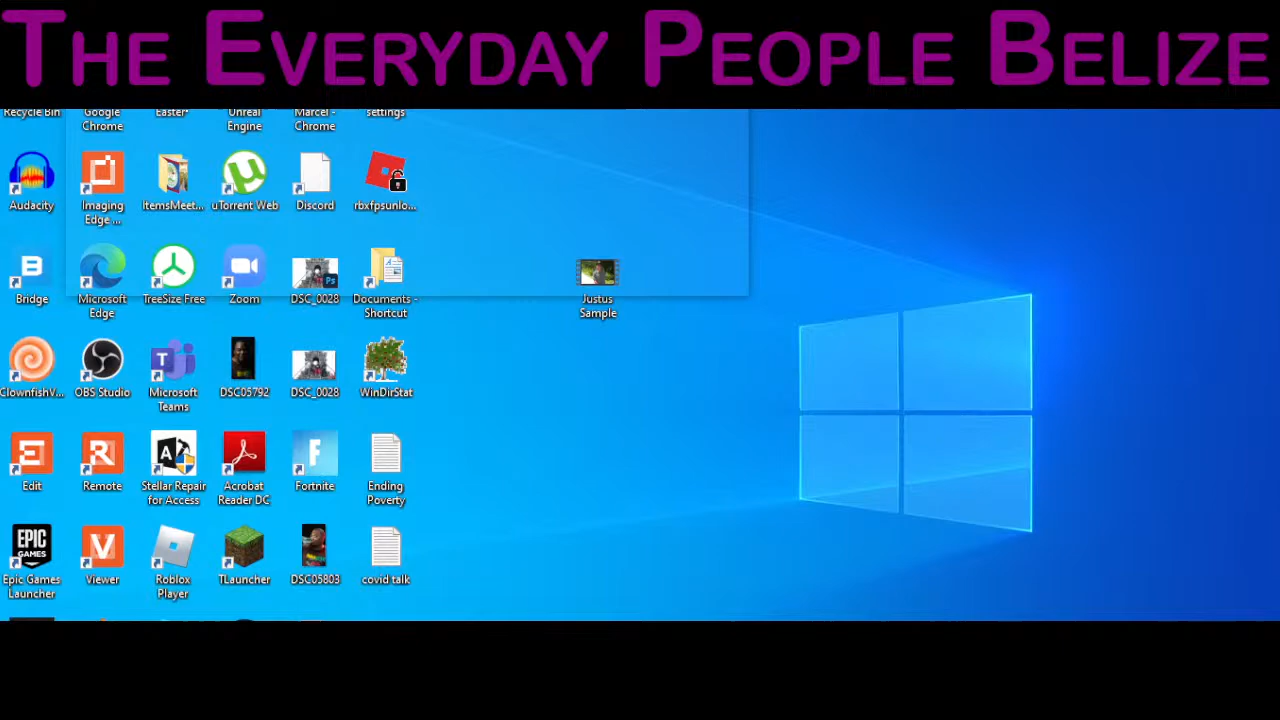 The Everyday People Belize
Recycle Bin
Google
Chrome
Easter*
Unreal
Engine
Marcel -
Chrome
settings
Audacity
Imaging
Edge ...
ItemsMeet...
uTorrent Web
Discord
rbxfpsunlo...
Bridge
Microsoft
Edge
TreeSize Free
Zoom
Ps
DSC_0028
Documents -
Shortcut
Justus
Sample
ClownfishV...
OBS Studio
T
Microsoft
Teams
DSC05792
DSC_0028
WinDirStat
Edit
R
Remote
A
Stellar Repair
for Access
Acrobat
Reader DC
F
Fortnite
Ending
Poverty
EPIC
GAMES
Epic Games
Launcher
V
Viewer
Roblox
Player
TLauncher
DSC05803
covid talk